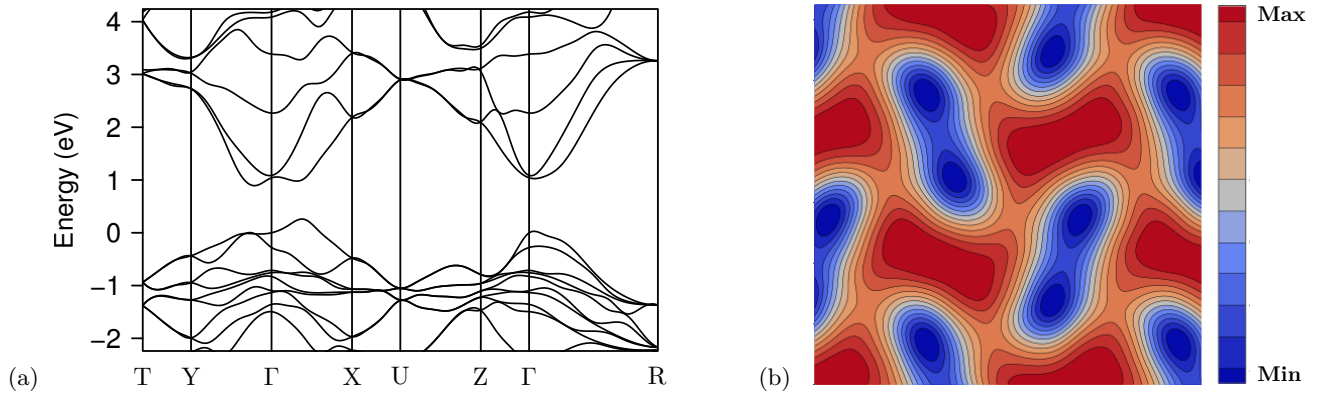 Energy (eV)
4
3
2
1
0
−1
−2
T Y Γ X U Z Γ R
(a)
(b)
Max
Min